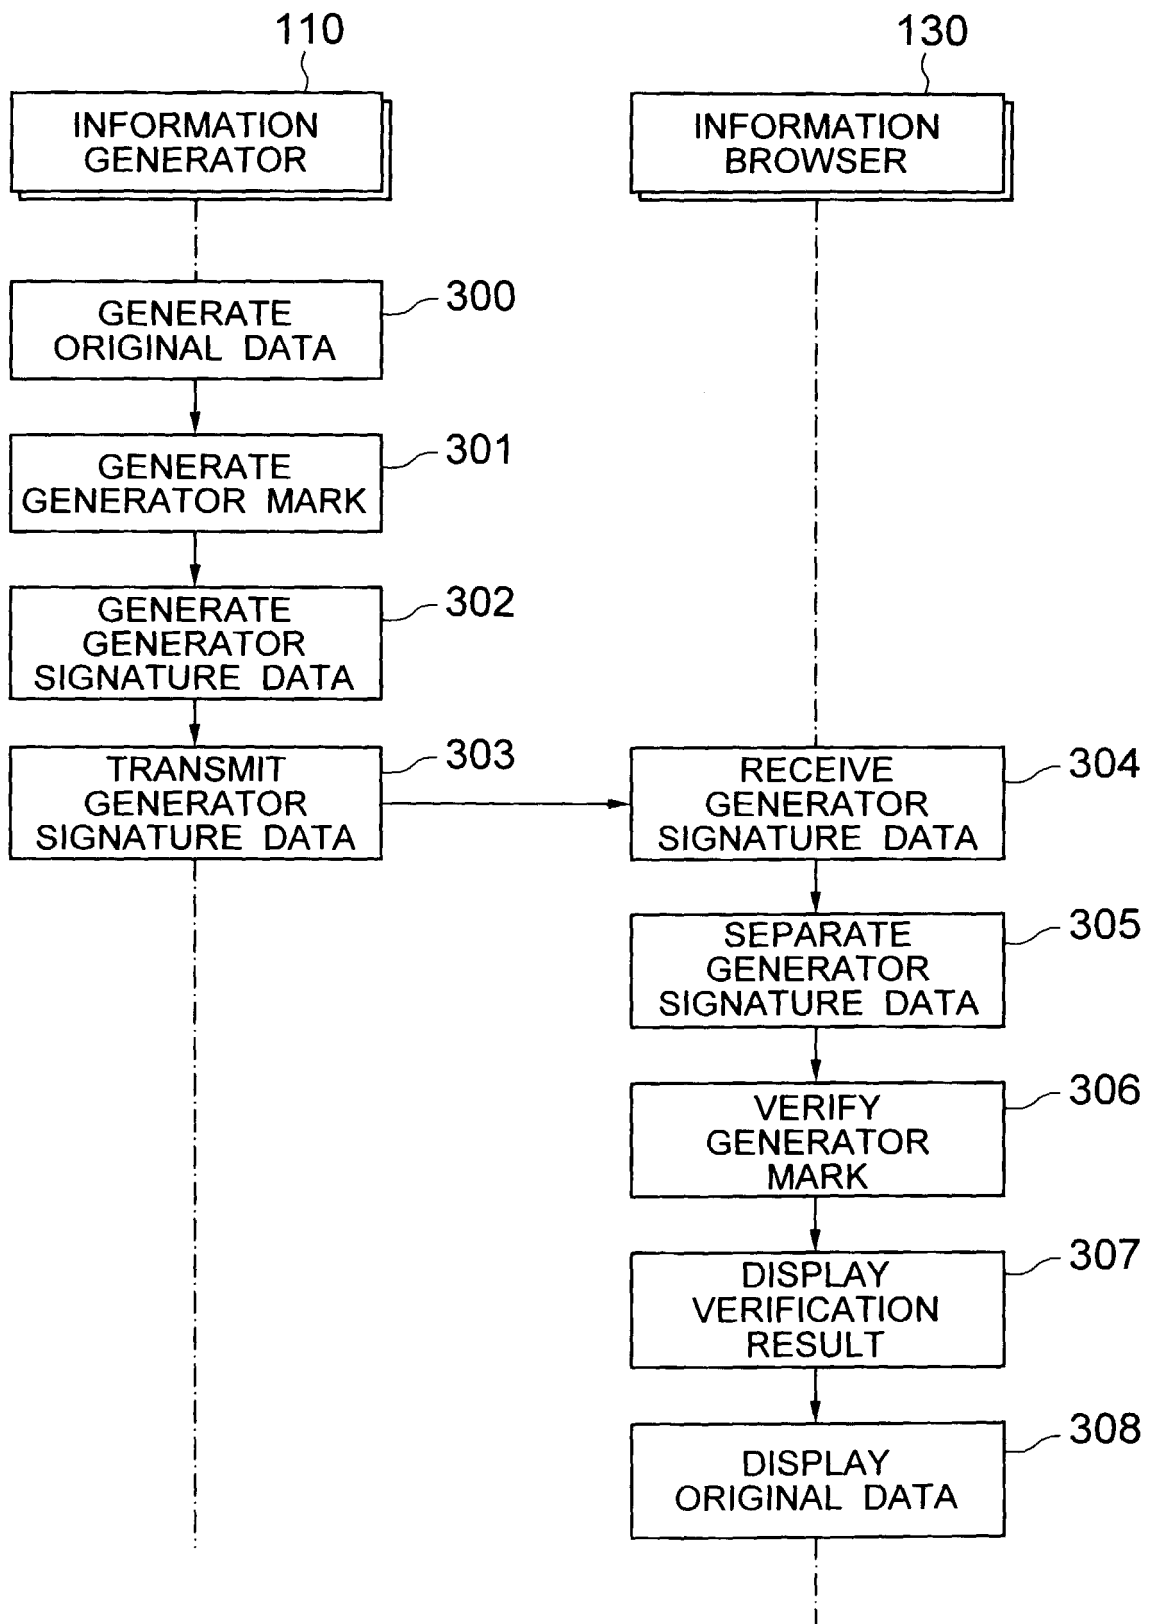 110
INFORMATION
GENERATOR
130
INFORMATION
BROWSER
300
GENERATE
ORIGINAL DATA
301
GENERATE
GENERATOR MARK
302
GENERATE
GENERATOR
SIGNATURE DATA
303
TRANSMIT
GENERATOR
SIGNATURE DATA
304
RECEIVE
GENERATOR
SIGNATURE DATA
305
SEPARATE
GENERATOR
SIGNATURE DATA
306
VERIFY
GENERATOR
MARK
307
DISPLAY
VERIFICATION
RESULT
308
DISPLAY
ORIGINAL DATA